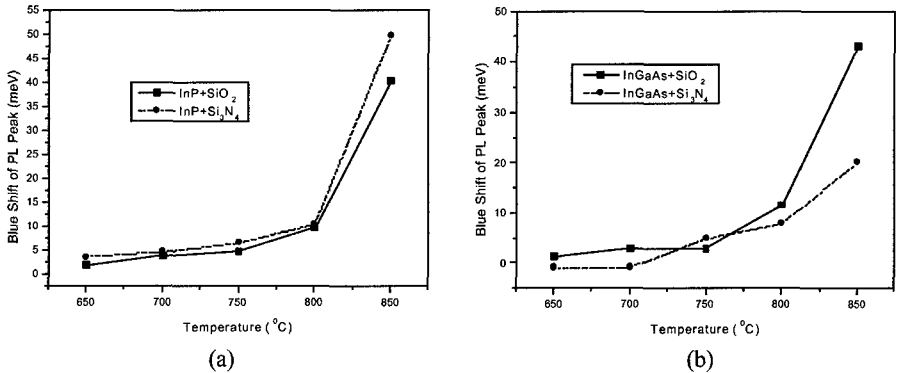 55
50
45
40
35
30
25
20
15
10
5
0
Blue Shift of PL Peak (meV)
InP+SiO2
InP+Si3N4
650 700 750 800 850
Temperature (°C)
(a)
50
40
30
20
10
0
Blue Shift of PL Peak (meV)
InGaAs+SiO2
InGaAs+Si3N4
650 700 750 800 850
Temperature (°C)
(b)